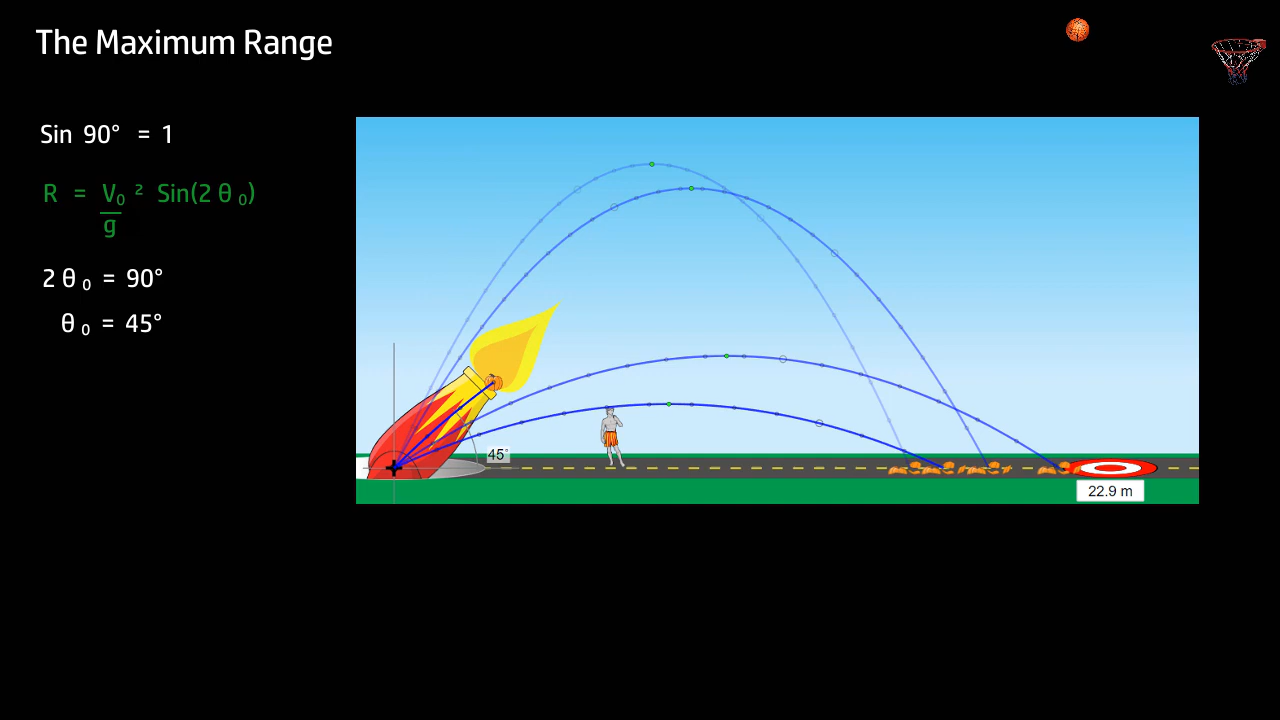 The Maximum Range
Sin 90° = 1
R = V₀ ² Sin(2 θ ₀)
g
2 θ ₀ = 90°
θ ₀ = 45°
45°
22.9 m